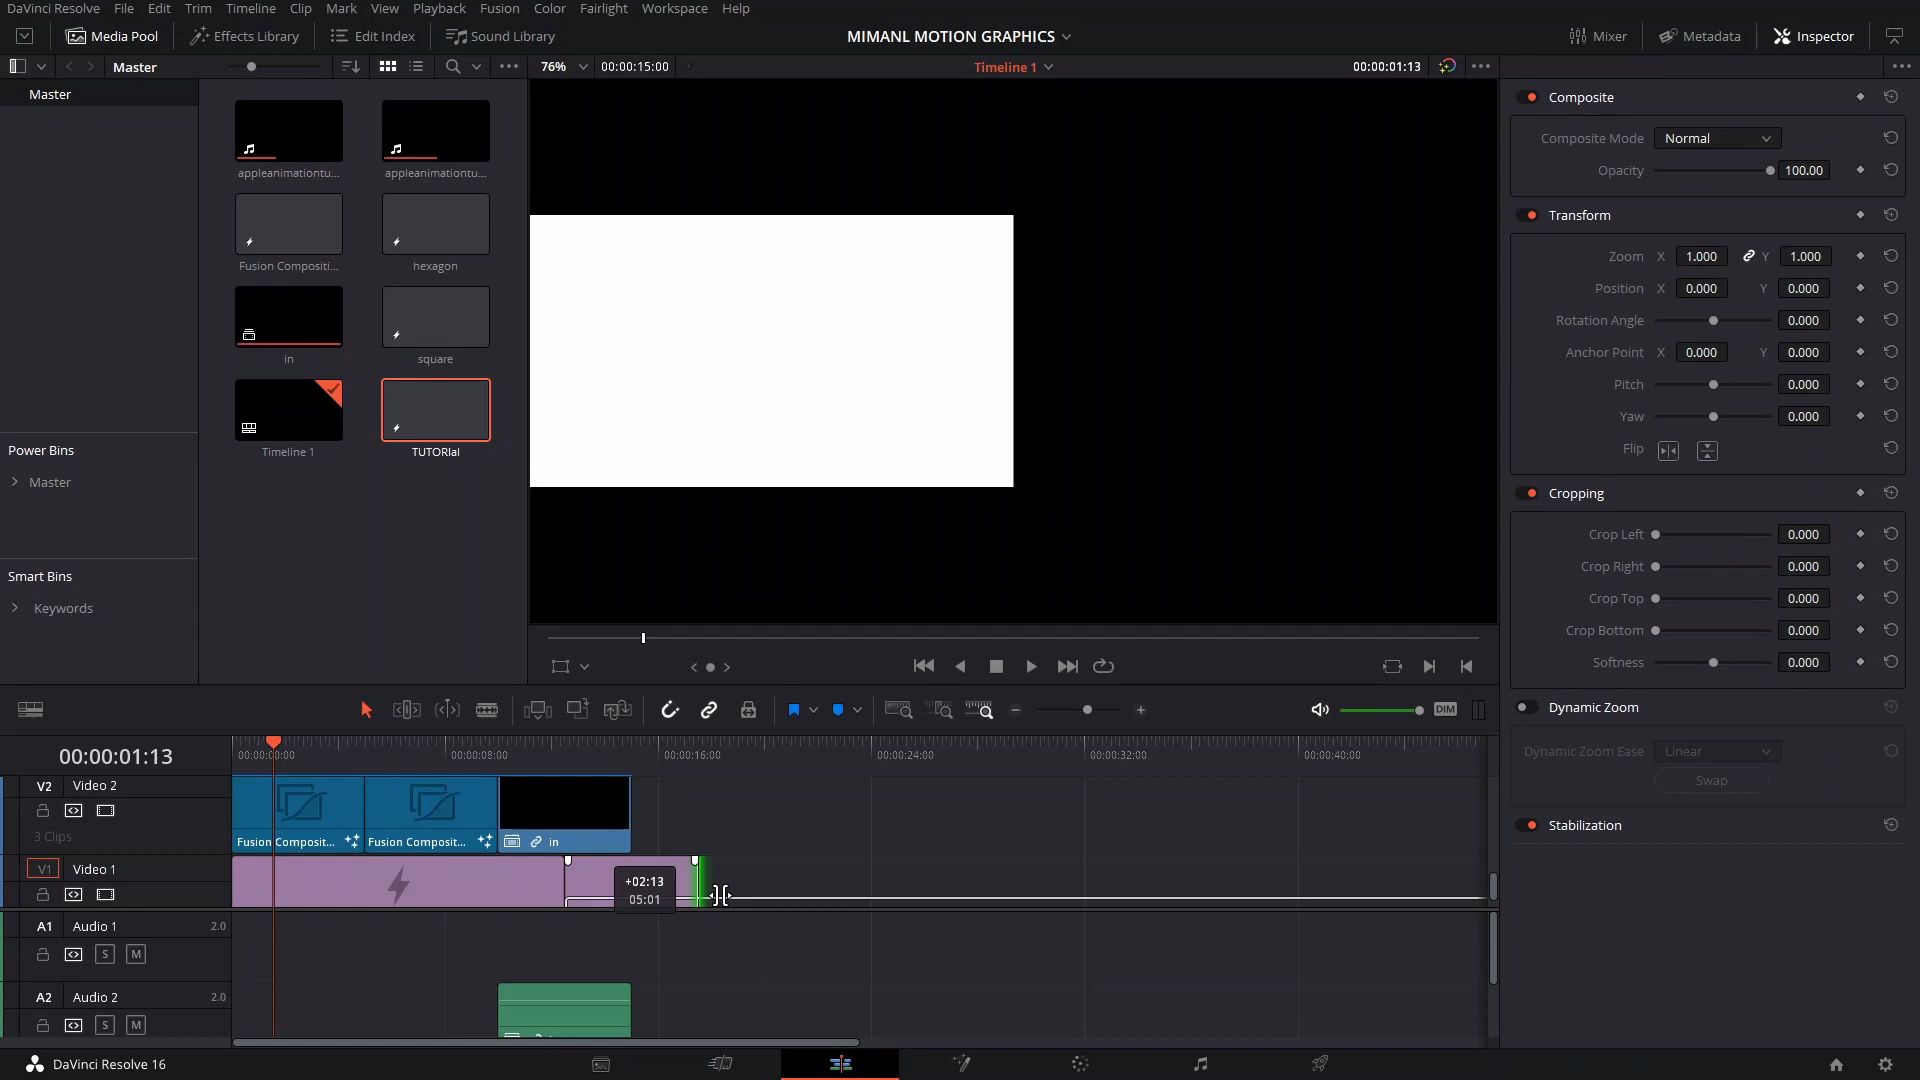 DaVinci Resolve File Edit Trim Timeline Clip Mark View Playback Fusion Color Fairlight Workspace Help
Media Pool Effects Library Edit Index Sound Library MIMANL MOTION GRAPHICS Mixer Metadata Inspector
Master 76% 00:00:15:00 Timeline 1 00:00:01:13
Master
appleanimationtu... appleanimationtu...
Fusion Compositi... hexagon
in square
Timeline 1 TUTORIal
Power Bins
Master
Smart Bins
Keywords
Composite
Composite Mode Normal
Opacity 100.00
Transform
Zoom X 1.000 Y 1.000
Position X 0.000 Y 0.000
Rotation Angle 0.000
Anchor Point X 0.000 Y 0.000
Pitch 0.000
Yaw 0.000
Flip
Cropping
Crop Left 0.000
Crop Right 0.000
Crop Top 0.000
Crop Bottom 0.000
Softness 0.000
Dynamic Zoom
Dynamic Zoom Ease Linear
Swap
Stabilization
DIM
00:00:01:13 00:00:00:00 00:00:08:00 00:00:16:00 00:00:24:00 00:00:32:00 00:00:40:00
V2 Video 2
3 Clips
Fusion Composit... Fusion Composit... in
V1 Video 1
+02:13
05:01
A1 Audio 1 2.0
S M
A2 Audio 2 2.0
S M
DaVinci Resolve 16